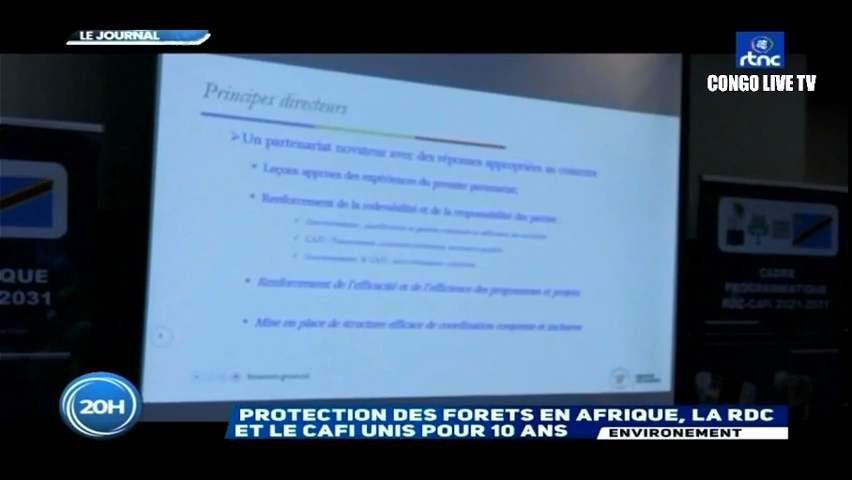 LE JOURNAL
rtnc
CONGO LIVE TV
Principes directeurs
Un partenariat novateur avec des réponses appropriées au contexte
Leçons apprises des expériences du premier partenariat,
Renforcement de la redevabilité et de la responsabilité des parties
Renforcement de l'efficacité et de l'efficience des programmes et projets
Mise en place de structure efficace de coordination conjointe et inclusive
QUE
2031
CADRE
PROGRAMMATIQUE
RDC-CAFI 2021-2031
20H
PROTECTION DES FORETS EN AFRIQUE, LA RDC
ET LE CAFI UNIS POUR 10 ANS
ENVIRONEMENT